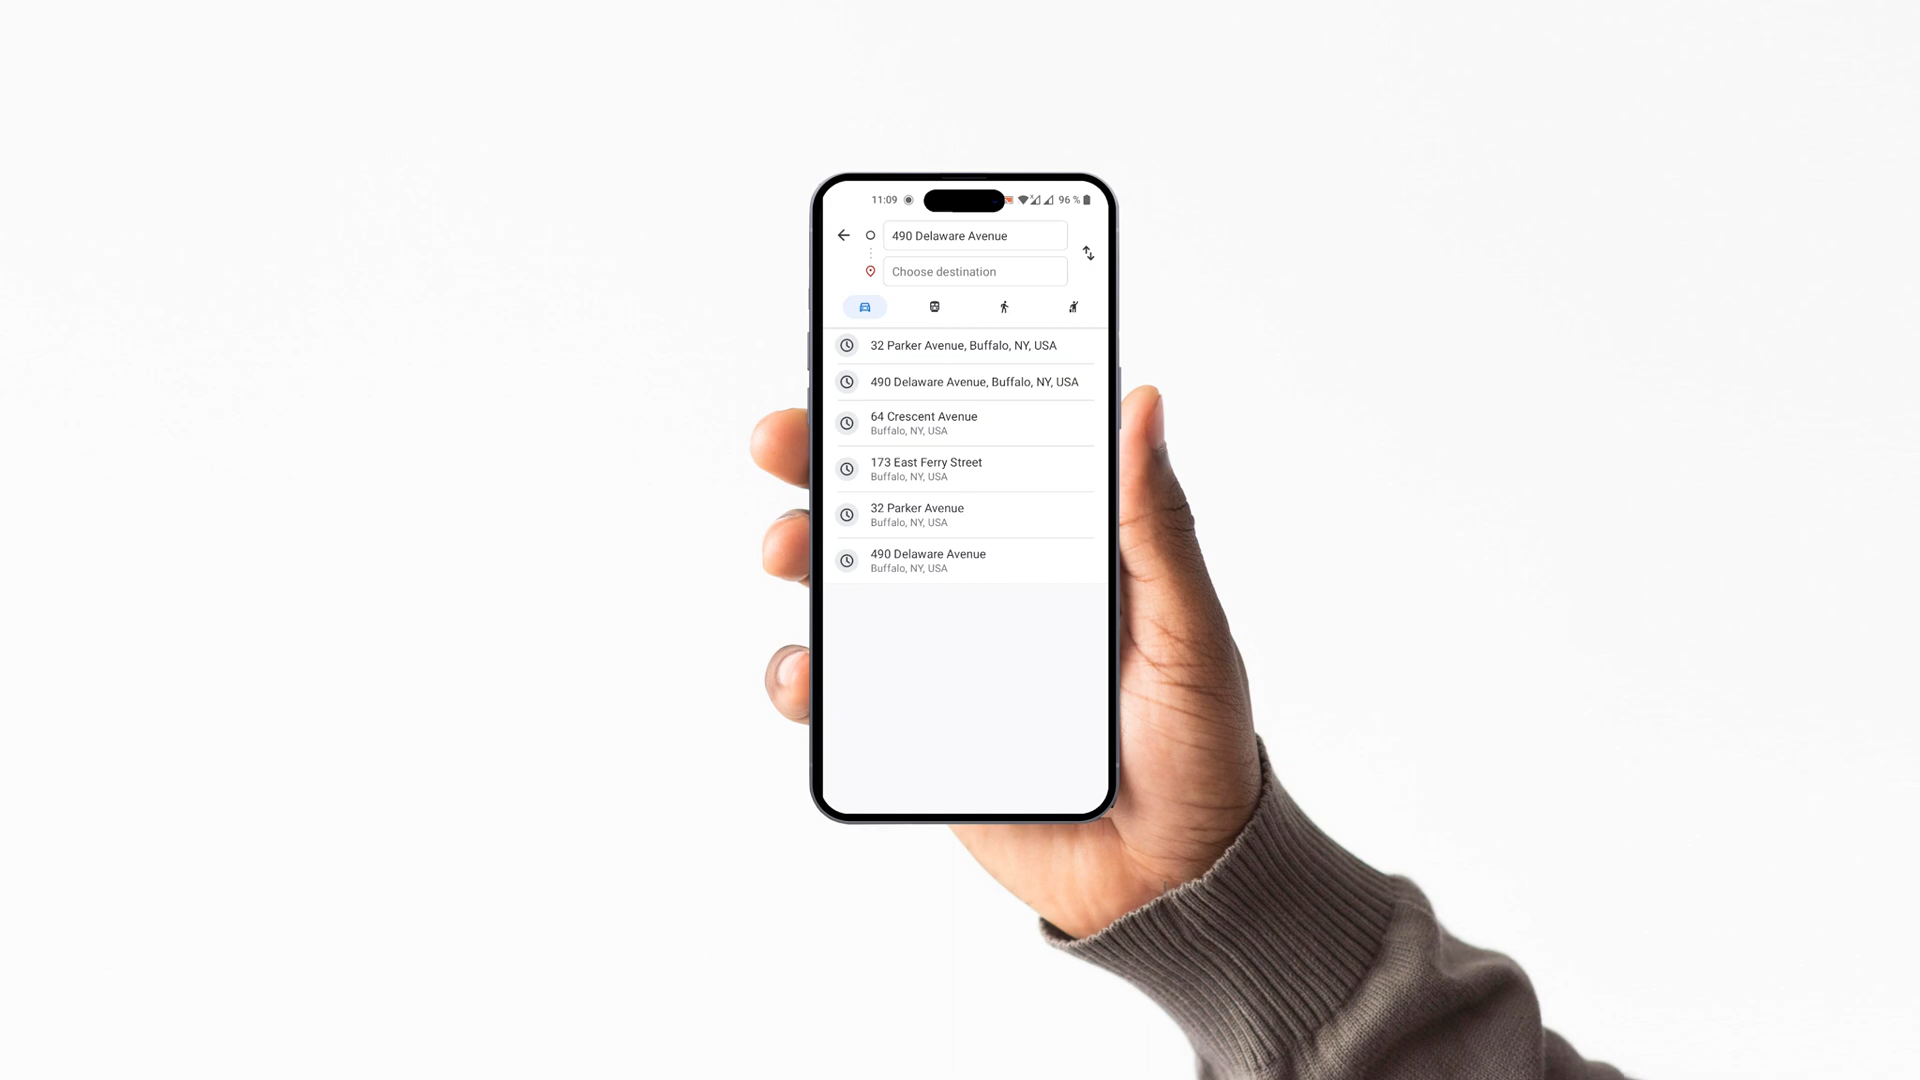 11:09
96 %
490 Delaware Avenue
Choose destination
32 Parker Avenue, Buffalo, NY, USA
490 Delaware Avenue, Buffalo, NY, USA
64 Crescent Avenue
Buffalo, NY, USA
173 East Ferry Street
Buffalo, NY, USA
32 Parker Avenue
Buffalo, NY, USA
490 Delaware Avenue
Buffalo, NY, USA